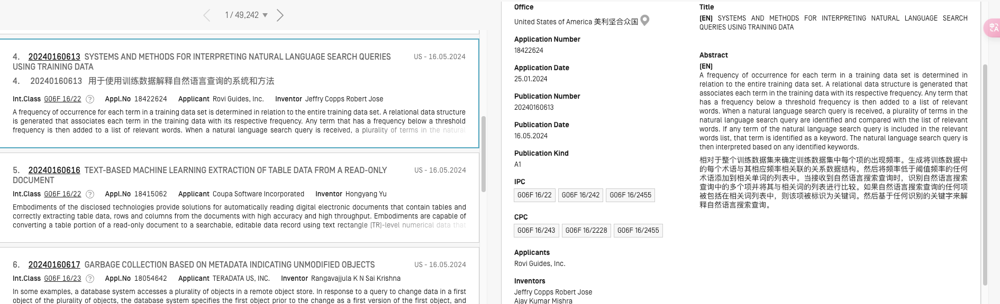 1 / 49,242
4. 20240160613 SYSTEMS AND METHODS FOR INTERPRETING NATURAL LANGUAGE SEARCH QUERIES
USING TRAINING DATA
US - 16.05.2024
4. 20240160613 用于使用训练数据解释自然语言查询的系统和方法
Int.Class G06F 16/22 ? Appl.No 18422624 Applicant Rovi Guides, Inc. Inventor Jeffry Copps Robert Jose
A frequency of occurrence for each term in a training data set is determined in relation to the entire training data set. A relational data structure
is generated that associates each term in the training data with its respective frequency. Any term that has a frequency below a threshold
frequency is then added to a list of relevant words. When a natural language search query is received, a plurality of terms in the natural
5. 20240160616 TEXT-BASED MACHINE LEARNING EXTRACTION OF TABLE DATA FROM A READ-ONLY
DOCUMENT
US - 16.05.2024
Int.Class G06F 16/22 ? Appl.No 18415062 Applicant Coupa Software Incorporated Inventor Hongyang Yu
Embodiments of the disclosed technologies provide solutions for automatically reading digital electronic documents that contain tables and
correctly extracting table data, rows and columns from the documents with high accuracy and high throughput. Embodiments are capable of
converting a table portion of a read-only document to a searchable, editable data record using text rectangle (TR)-level numerical data that
6. 20240160617 GARBAGE COLLECTION BASED ON METADATA INDICATING UNMODIFIED OBJECTS
US - 16.05.2024
Int.Class G06F 16/23 ? Appl.No 18054642 Applicant TERADATA US, INC. Inventor Rangavajjula K N Sai Krishna
In some examples, a database system accesses a plurality of objects in a remote object store. In response to a query to change data in a first
object of the plurality of objects, the database system specifies the first object prior to the change as a first version of the first object, and
Office
United States of America 美利坚合众国
Application Number
18422624
Application Date
25.01.2024
Publication Number
20240160613
Publication Date
16.05.2024
Publication Kind
A1
IPC
G06F 16/22 G06F 16/242 G06F 16/2455
CPC
G06F 16/243 G06F 16/2228 G06F 16/2455
Applicants
Rovi Guides, Inc.
Inventors
Jeffry Copps Robert Jose
Ajay Kumar Mishra
Title
(EN) SYSTEMS AND METHODS FOR INTERPRETING NATURAL LANGUAGE SEARCH
QUERIES USING TRAINING DATA
Abstract
(EN)
A frequency of occurrence for each term in a training data set is determined in
relation to the entire training data set. A relational data structure is generated that
associates each term in the training data with its respective frequency. Any term that
has a frequency below a threshold frequency is then added to a list of relevant
words. When a natural language search query is received, a plurality of terms in the
natural language search query are identified and compared with the list of relevant
words. If any term of the natural language search query is included in the relevant
words list, that term is identified as a keyword. The natural language search query is
then interpreted based on any identified keywords.
相对于整个训练数据集来确定训练数据集中每个项的出现频率。生成将训练数据中
的每个术语与其相应频率相关联的关系数据结构。然后将频率低于阈值频率的任何
术语添加到相关单词的列表中。当接收到自然语言搜索查询时，识别自然语言搜索
查询中的多个项并将其与相关词的列表进行比较。如果自然语言搜索查询的任何项
被包括在相关词列表中，则该项被标识为关键词。然后基于任何识别的关键字来解
释自然语言搜索查询。
中
A